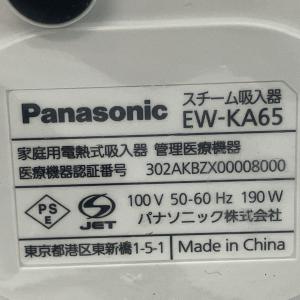 Panasonic スチーム吸入器 EW-KA65
家庭用電熱式吸入器 管理医療機器
医療機器認証番号 302AKBZX00008000
PS E S JET 100 V 50-60 Hz 190 W
パナソニック株式会社
東京都港区東新橋1-5-1 Made in China